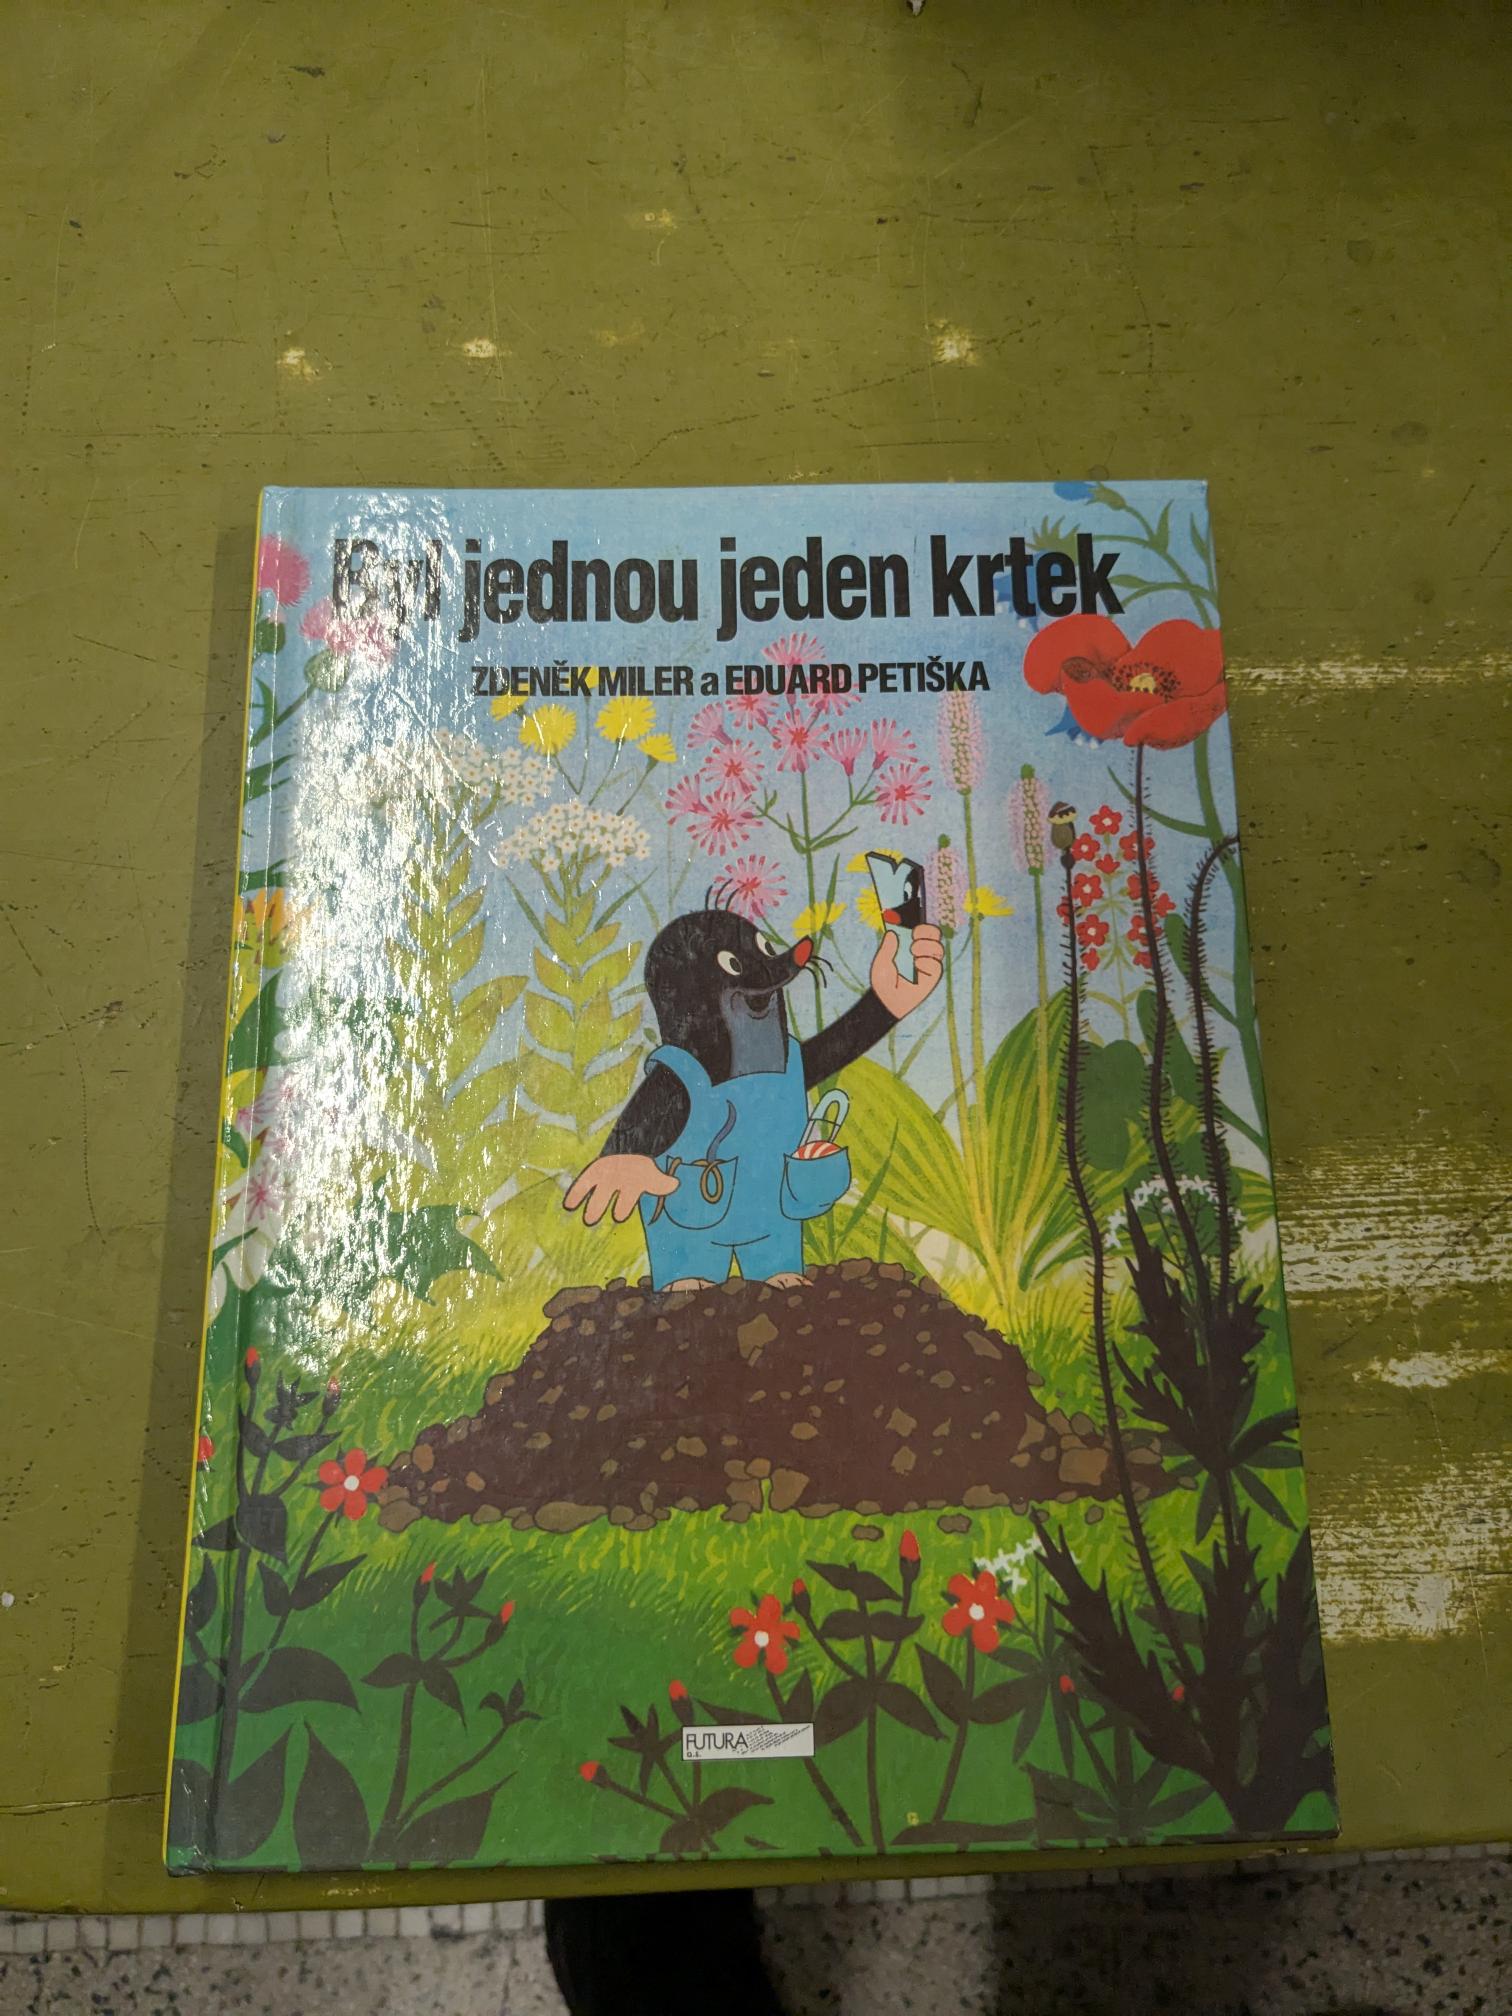 Byl jednou jeden krtek
ZDENĚK MILER a EDUARD PETIŠKA
FUTURA
a.s.